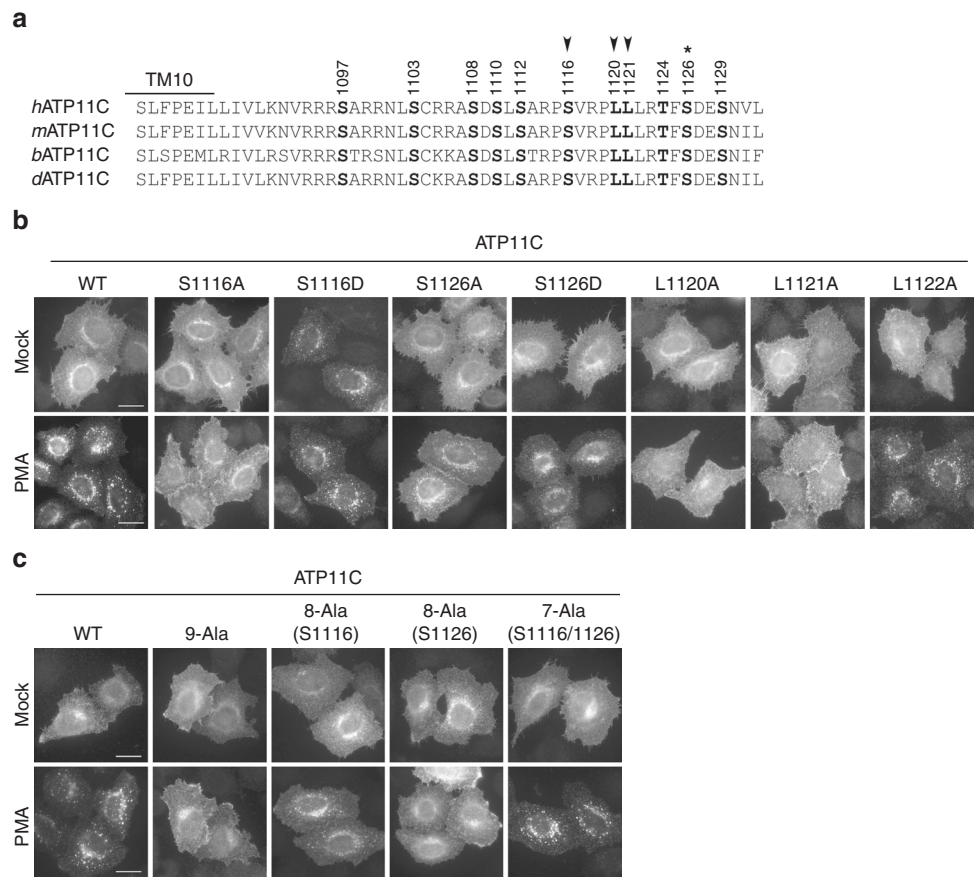 a
*
1097 1103 1108 1110 1112 1116 1120 1121 1124 1126 1129
TM10
hATP11C SLFPEILLIVLKNVRRRSARRNLSCRRASDSLSARPSVRPLLLRTFSDESNVL
mATP11C SLFPEILLIVVKNVRRRSARRNLSCRRASDSLSARPSVRPLLLRTFSDESNIL
bATP11C SLSPEMLRIVLRSVRRRSTRSNLSCKKASDSLSTRPSVRPLLLRTFSDESNIF
dATP11C SLFPEILLIVLKNVRRRSARRNLSCKRASDSLSARPSVRPLLLRTFSDESNIL
b
ATP11C
WT S1116A S1116D S1126A S1126D L1120A L1121A L1122A
Mock
PMA
c
ATP11C
WT 9-Ala 8-Ala (S1116) 8-Ala (S1126) 7-Ala (S1116/1126)
Mock
PMA